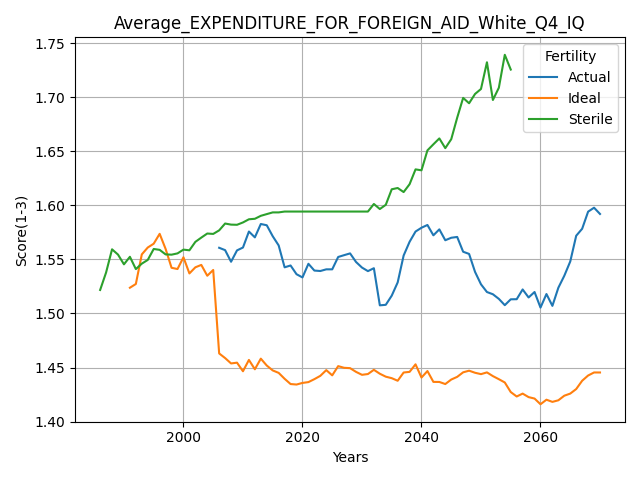 Average_EXPENDITURE_FOR_FOREIGN_AID_White_Q4_IQ
1.75
1.70
1.65
1.60
1.55
1.50
1.45
1.40
Score(1-3)
Fertility
Actual
Ideal
Sterile
2000
2020
2040
2060
Years